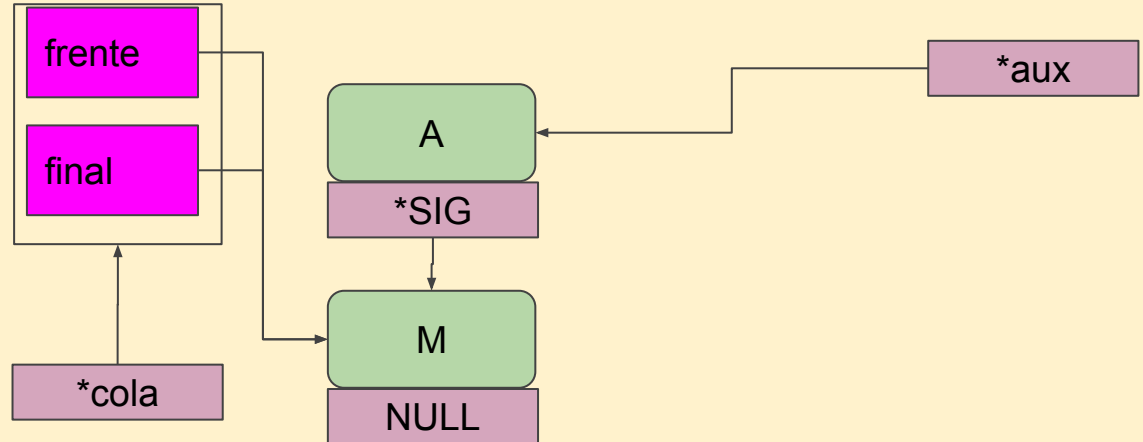 frente
*aux
A
final
*SIG
M
*cola
NULL